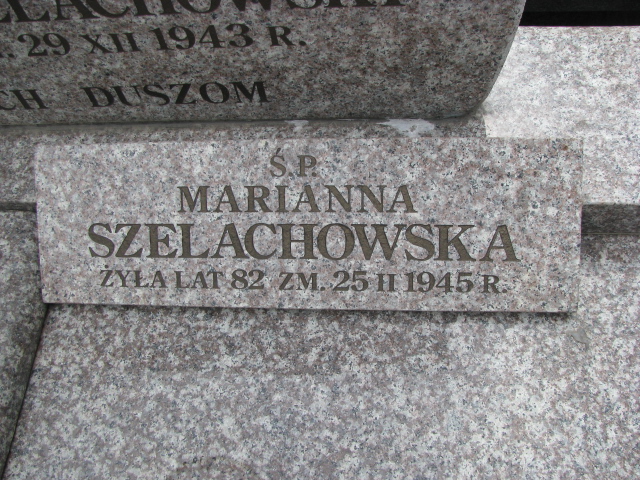 29 XII 1943 R.
DUSZOM
Ś.P.
MARIANNA
SZELACHOWSKA
ŻYŁA LAT 82 ZM. 25 II 1945 R.